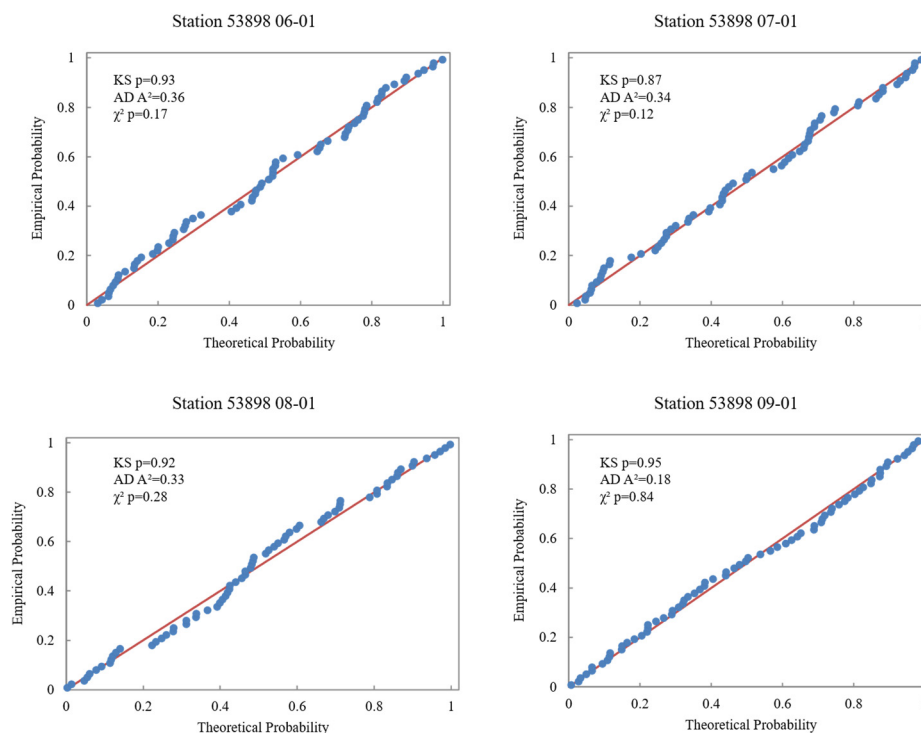 Station 53898 06-01
KS p=0.93
AD A²=0.36
χ² p=0.17
Empirical Probability
1
0.8
0.6
0.4
0.2
0
0 0.2 0.4 0.6 0.8 1
Theoretical Probability
Station 53898 07-01
KS p=0.87
AD A²=0.34
χ² p=0.12
Empirical Probability
1
0.8
0.6
0.4
0.2
0
0 0.2 0.4 0.6 0.8
Theoretical Probability
Station 53898 08-01
KS p=0.92
AD A²=0.33
χ² p=0.28
Empirical Probability
1
0.8
0.6
0.4
0.2
0
0 0.2 0.4 0.6 0.8 1
Theoretical Probability
Station 53898 09-01
KS p=0.95
AD A²=0.18
χ² p=0.84
Empirical Probability
1
0.8
0.6
0.4
0.2
0
0 0.2 0.4 0.6 0.8
Theoretical Probability